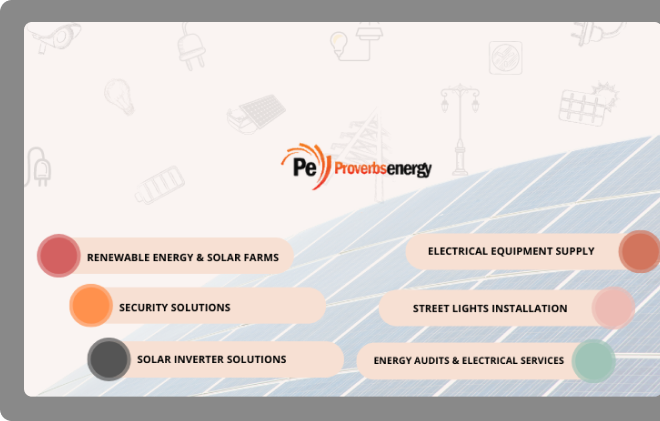 Pe Proverbsenergy
RENEWABLE ENERGY & SOLAR FARMS
ELECTRICAL EQUIPMENT SUPPLY
SECURITY SOLUTIONS
STREET LIGHTS INSTALLATION
SOLAR INVERTER SOLUTIONS
ENERGY AUDITS & ELECTRICAL SERVICES